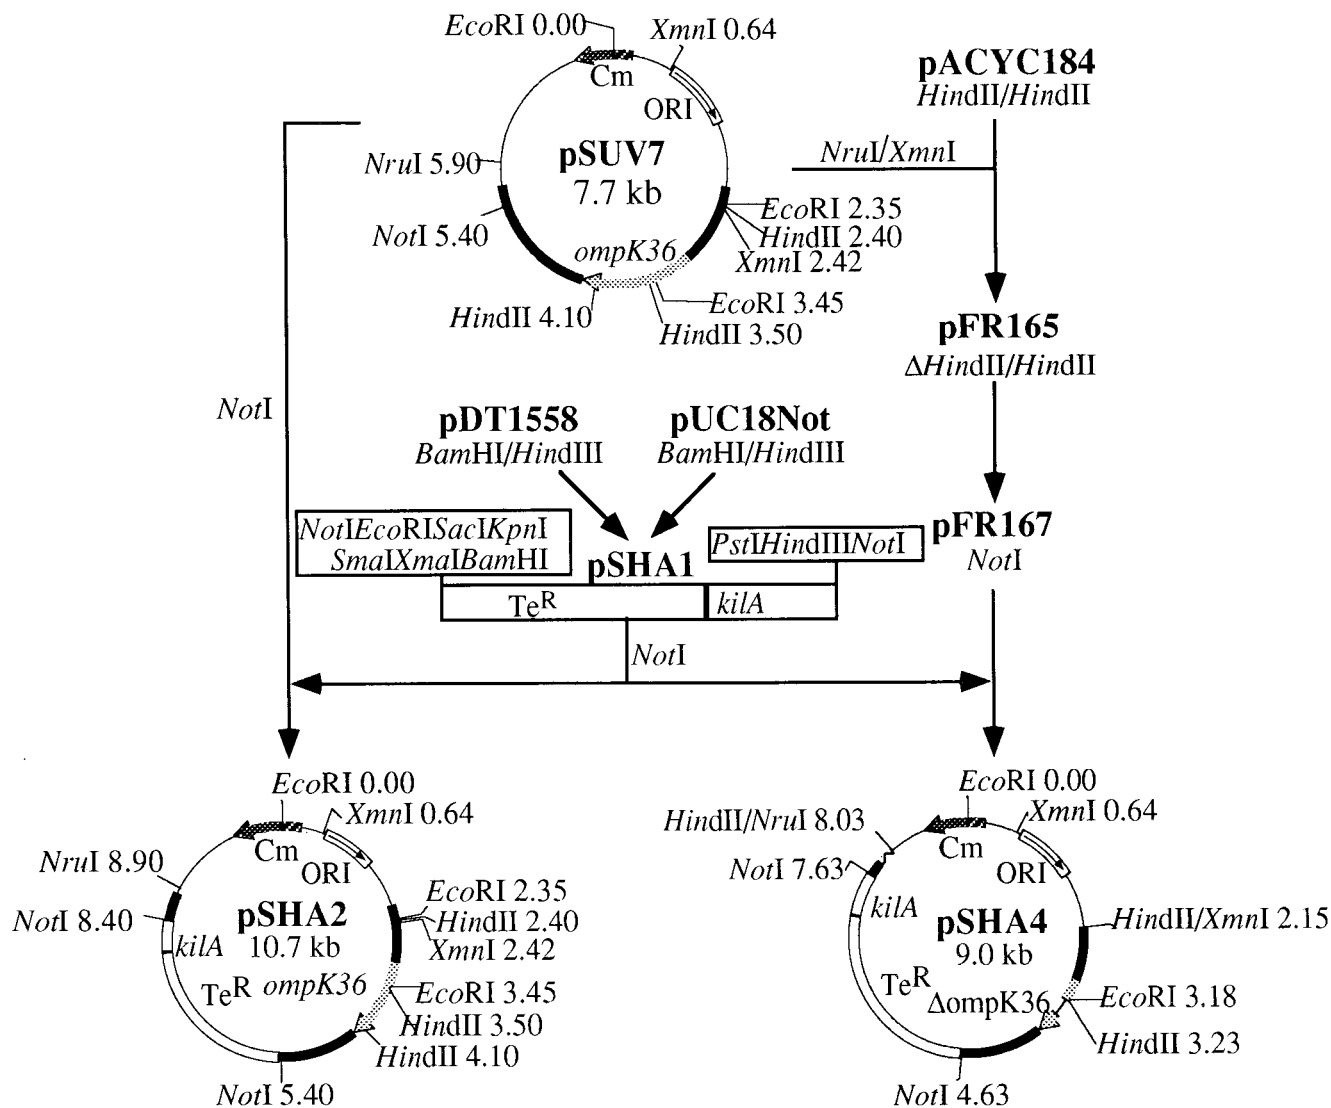 EcoRI 0.00
XmnI 0.64
Cm
ORI
pSUV7
7.7 kb
NruI 5.90
NotI 5.40
ompK36
EcoRI 2.35
HindII 2.40
XmnI 2.42
EcoRI 3.45
HindII 3.50
HindII 4.10
pACYC184
HindII/HindII
NruI/XmnI
pFR165
ΔHindII/HindII
NotI
pDT1558
BamHI/HindIII
pUC18Not
BamHI/HindIII
pFR167
NotI
NotIEcoRISacIKpnI
SmaIXmaIBamHI
pSHA1
PstIHindIIINotI
TeR
kilA
NotI
EcoRI 0.00
XmnI 0.64
Cm
ORI
NruI 8.90
NotI 8.40
pSHA2
10.7 kb
kilA
TeR
ompK36
EcoRI 2.35
HindII 2.40
XmnI 2.42
EcoRI 3.45
HindII 3.50
HindII 4.10
NotI 5.40
EcoRI 0.00
XmnI 0.64
HindII/NruI 8.03
Cm
ORI
NotI 7.63
kilA
pSHA4
9.0 kb
HindII/XmnI 2.15
TeR
ΔompK36
EcoRI 3.18
HindII 3.23
NotI 4.63